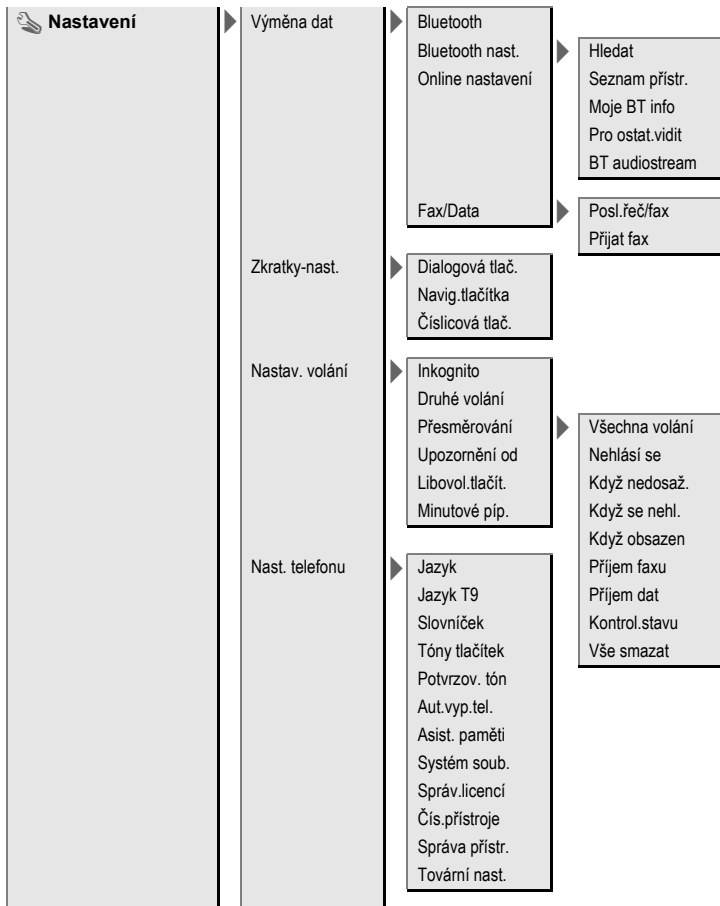 Nastavení
Výměna dat
Bluetooth
Bluetooth nast.
Hledat
Online nastavení
Seznam přístr.
Moje BT info
Pro ostat.vidit
BT audiostream
Fax/Data
Posl.řeč/fax
Přijat fax
Zkratky-nast.
Dialogová tlač.
Navig.tlačítka
Číslicová tlač.
Nastav. volání
Inkognito
Druhé volání
Přesměrování
Všechna volání
Upozornění od
Nehlásí se
Libovol.tlačít.
Když nedosaž.
Minutové píp.
Když se nehl.
Když obsazen
Nast. telefonu
Jazyk
Příjem faxu
Jazyk T9
Příjem dat
Slovníček
Kontrol.stavu
Tóny tlačítek
Vše smazat
Potvrzov. tón
Aut.vyp.tel.
Asist. paměti
Systém soub.
Správ.licencí
Čís.přístroje
Správa přístr.
Tovární nast.